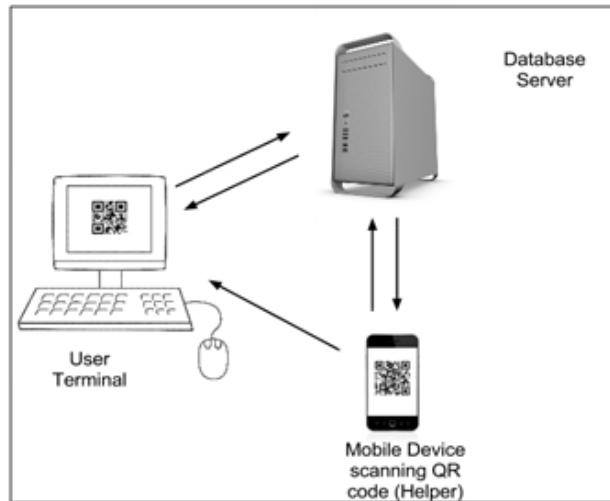 Database
Server
User
Terminal
Mobile Device
scanning QR
code (Helper)